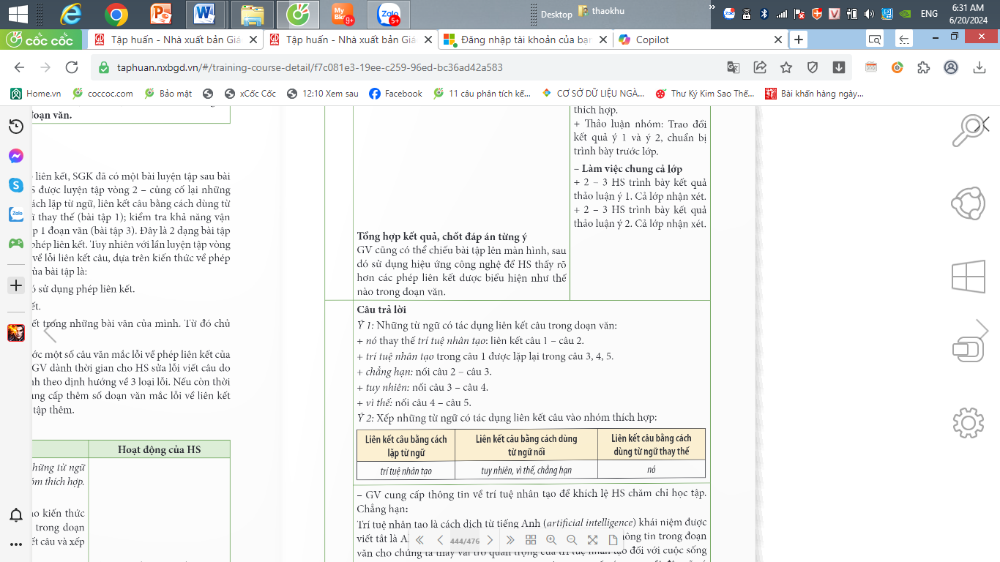 Desktop
thaokhu
ENG
6:31 AM
6/20/2024
My
9+
Zalo
5+
cốc cốc
Tập huấn - Nhà xuất bản Giá
Tập huấn - Nhà xuất bản Giá
Đăng nhập tài khoản của bạn
Copilot
taphuan.nxbgd.vn/#/training-course-detail/f7c081e3-19ee-c259-96ed-bc36ad42a583
Home.vn
coccoc.com
Bảo mật
xCốc Cốc
12:10 Xem sau
Facebook
11 câu phân tích kế...
CƠ SỞ DỮ LIỆU NGÀ...
Thư Ký Kim Sao Thế...
Bài khấn hàng ngày...
đoạn văn.
liên kết, SGK đã có một bài luyện tập sau bài
S được luyện tập vòng 2 – củng cố lại những
ách lặp từ ngữ, liên kết câu bằng cách dùng từ
ữ thay thế (bài tập 1); kiểm tra khả năng vận
p 1 đoạn văn (bài tập 3). Đây là 2 dạng bài tập
phép liên kết. Tuy nhiên với lần luyện tập vòng
về lỗi liên kết câu, dựa trên kiến thức về phép
ủa bài tập là:
ó sử dụng phép liên kết.
ết.
ết trong những bài văn của mình. Từ đó chủ
ớc một số câu văn mắc lỗi về phép liên kết của
GV dành thời gian cho HS sửa lỗi viết câu do
nh theo định hướng về 3 loại lỗi. Nếu còn thời
ung cấp thêm số đoạn văn mắc lỗi về liên kết
tập thêm.
Hoạt động của HS
hững từ ngữ
óm thích hợp.
ho kiến thức
trong đoạn
ết câu và xếp
thích hợp.
+ Thảo luận nhóm: Trao đổi
kết quả ý 1 và ý 2, chuẩn bị
trình bày trước lớp.
– Làm việc chung cả lớp
+ 2 – 3 HS trình bày kết quả
thảo luận ý 1. Cả lớp nhận xét.
+ 2 – 3 HS trình bày kết quả
thảo luận ý 2. Cả lớp nhận xét.
Tổng hợp kết quả, chốt đáp án từng ý
GV cũng có thể chiếu bài tập lên màn hình, sau
đó sử dụng hiệu ứng công nghệ để HS thấy rõ
hơn các phép liên kết được biểu hiện như thế
nào trong đoạn văn.
Câu trả lời
Ý 1: Những từ ngữ có tác dụng liên kết câu trong đoạn văn:
+ nó thay thế trí tuệ nhân tạo: liên kết câu 1 – câu 2.
+ trí tuệ nhân tạo trong câu 1 được lặp lại trong câu 3, 4, 5.
+ chẳng hạn: nối câu 2 – câu 3.
+ tuy nhiên: nối câu 3 – câu 4.
+ vì thế: nối câu 4 – câu 5.
Ý 2: Xếp những từ ngữ có tác dụng liên kết câu vào nhóm thích hợp:
Liên kết câu bằng cách
lặp từ ngữ
Liên kết câu bằng cách dùng
từ ngữ nối
Liên kết câu bằng cách
dùng từ ngữ thay thế
trí tuệ nhân tạo
tuy nhiên, vì thế, chẳng hạn
nó
– GV cung cấp thông tin về trí tuệ nhân tạo để khích lệ HS chăm chỉ học tập.
Chẳng hạn:
Trí tuệ nhân tạo là cách dịch từ tiếng Anh (artificial intelligence) khái niệm được
viết tắt là A
444/476
hông tin trong đoạn
văn cho chúng ta thấy vai trò quan trọng của trí tuệ nhân tạo đối với cuộc sống